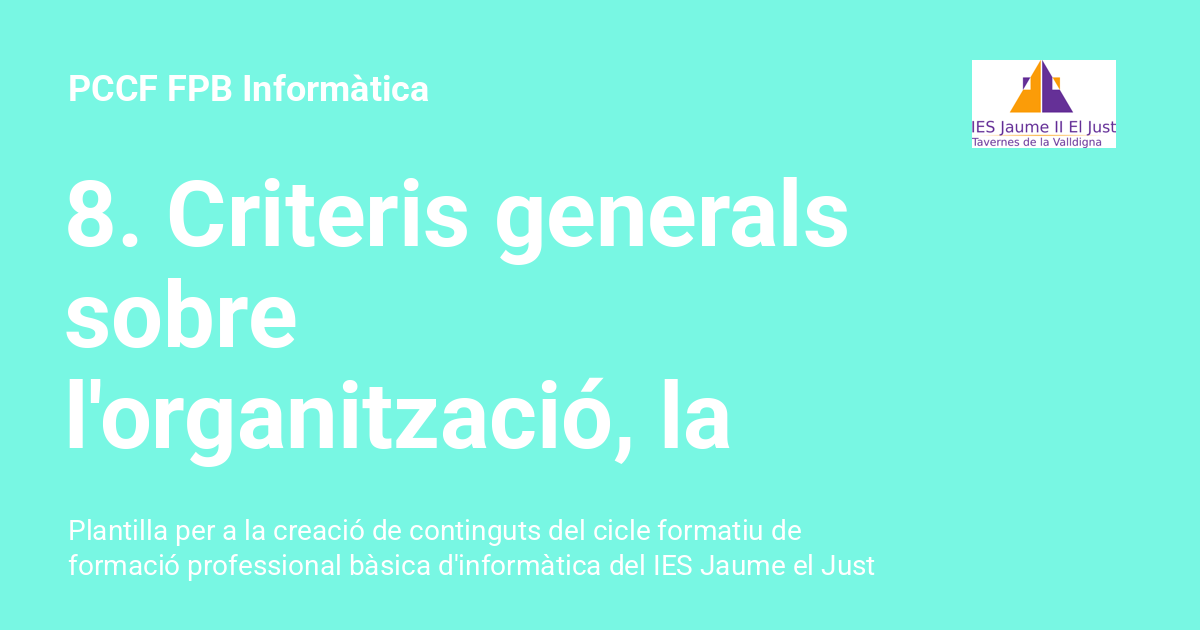 PCCF FPB Informàtica
IES Jaume II El Just
Tavernes de la Valldigna
8. Criteris generals
sobre
l'organització, la
Plantilla per a la creació de continguts del cicle formatiu de
formació professional bàsica d'informàtica del IES Jaume el Just